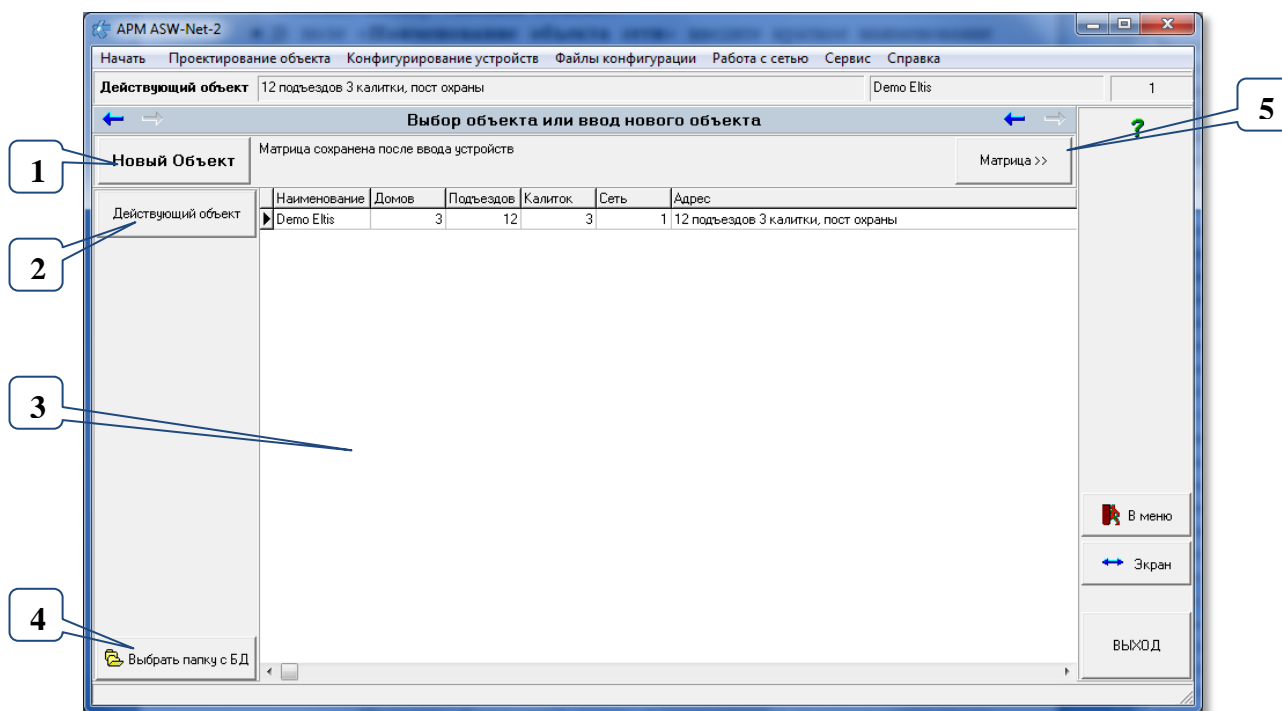 АРМ ASW-Net-2
Начать Проектирование объекта Конфигурирование устройств Файлы конфигурации Работа с сетью Сервис Справка
Действующий объект 12 подъездов 3 калитки, пост охраны Demo Eltis 1
Выбор объекта или ввод нового объекта
?
5
1
Новый Объект
Матрица сохранена после ввода устройств
Матрица >>
Действующий объект
Наименование Домов Подъездов Калиток Сеть Адрес
Demo Eltis 3 12 3 1 12 подъездов 3 калитки, пост охраны
2
3
В меню
Экран
4
Выбрать папку с БД
ВЫХОД